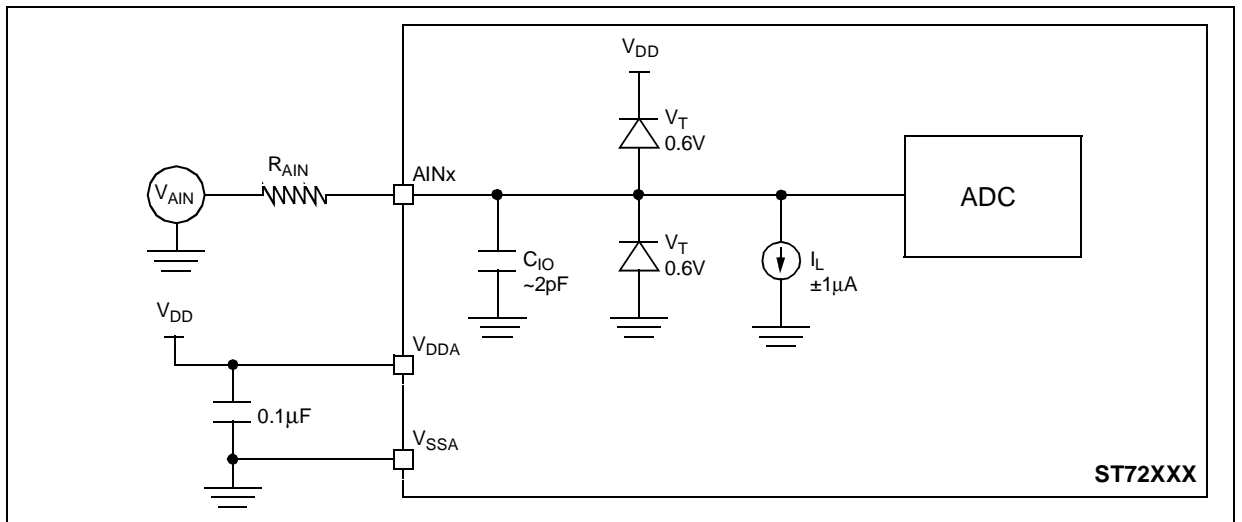 V_DD
V_T
0.6V
R_AIN
AINx
V_AIN
ADC
C_IO
~2pF
V_T
0.6V
I_L
±1μA
V_DD
V_DDA
0.1μF
V_SSA
ST72XXX